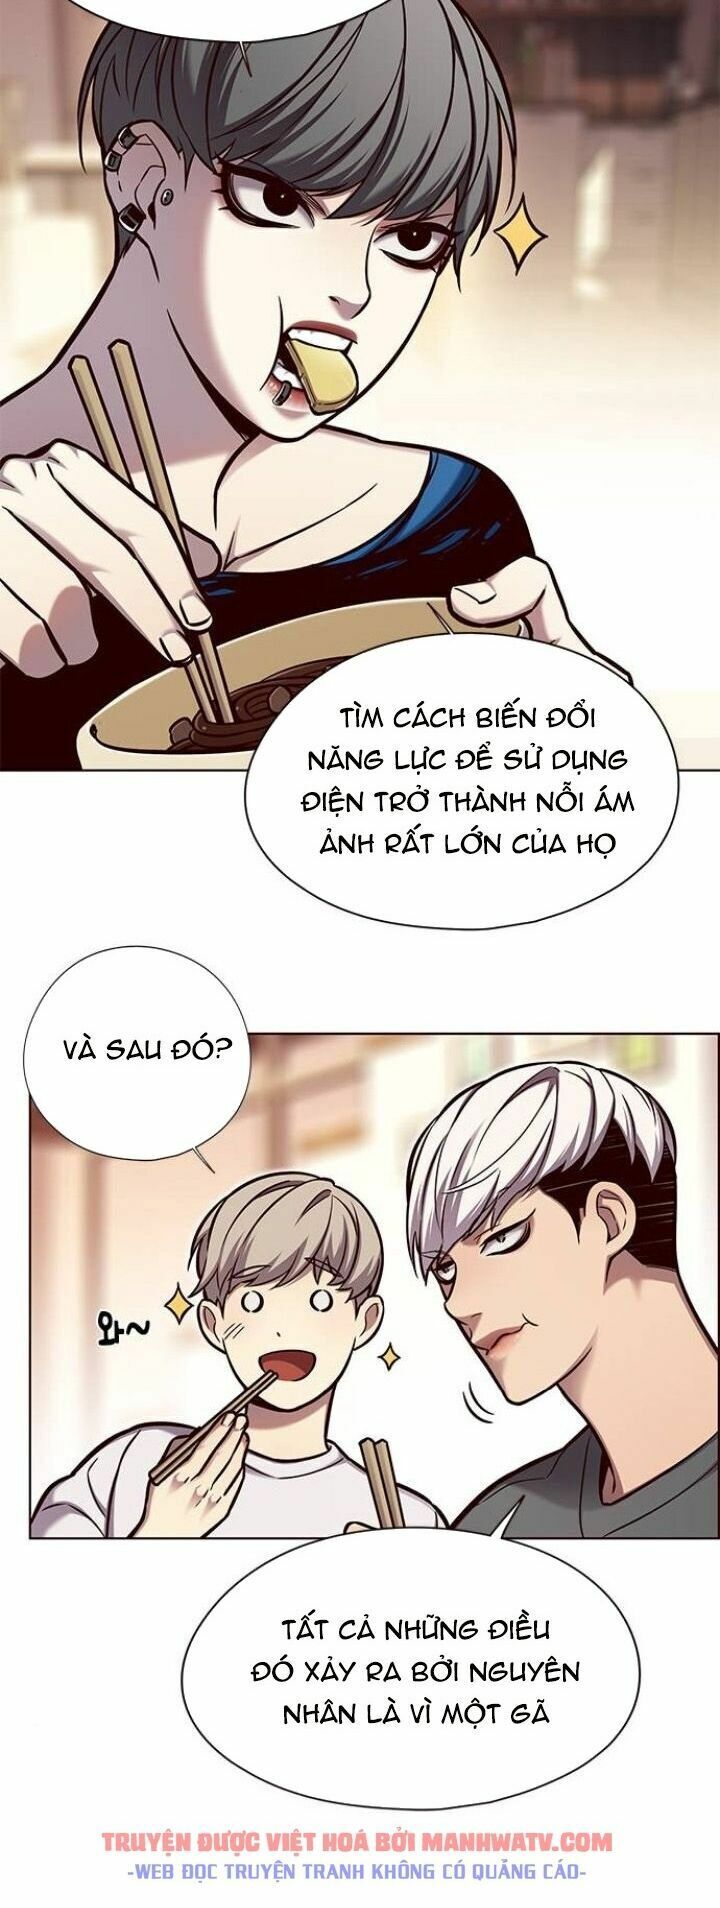 TÌM CÁCH BIẾN ĐỔI
NĂNG LỰC ĐỂ SỬ DỤNG
ĐIỆN TRỞ THÀNH NỖI ÁM
ẢNH RẤT LỚN CỦA HỌ
VÀ SAU ĐÓ?
와~
TẤT CẢ NHỮNG ĐIỀU
ĐÓ XẢY RA BỞI NGUYÊN
NHÂN LÀ VÌ MỘT GÃ
TRUYỆN ĐƯỢC VIỆT HOÁ BỞI MANHWATV.COM
-WEB ĐỌC TRUYỆN TRANH KHÔNG CÓ QUẢNG CÁO-